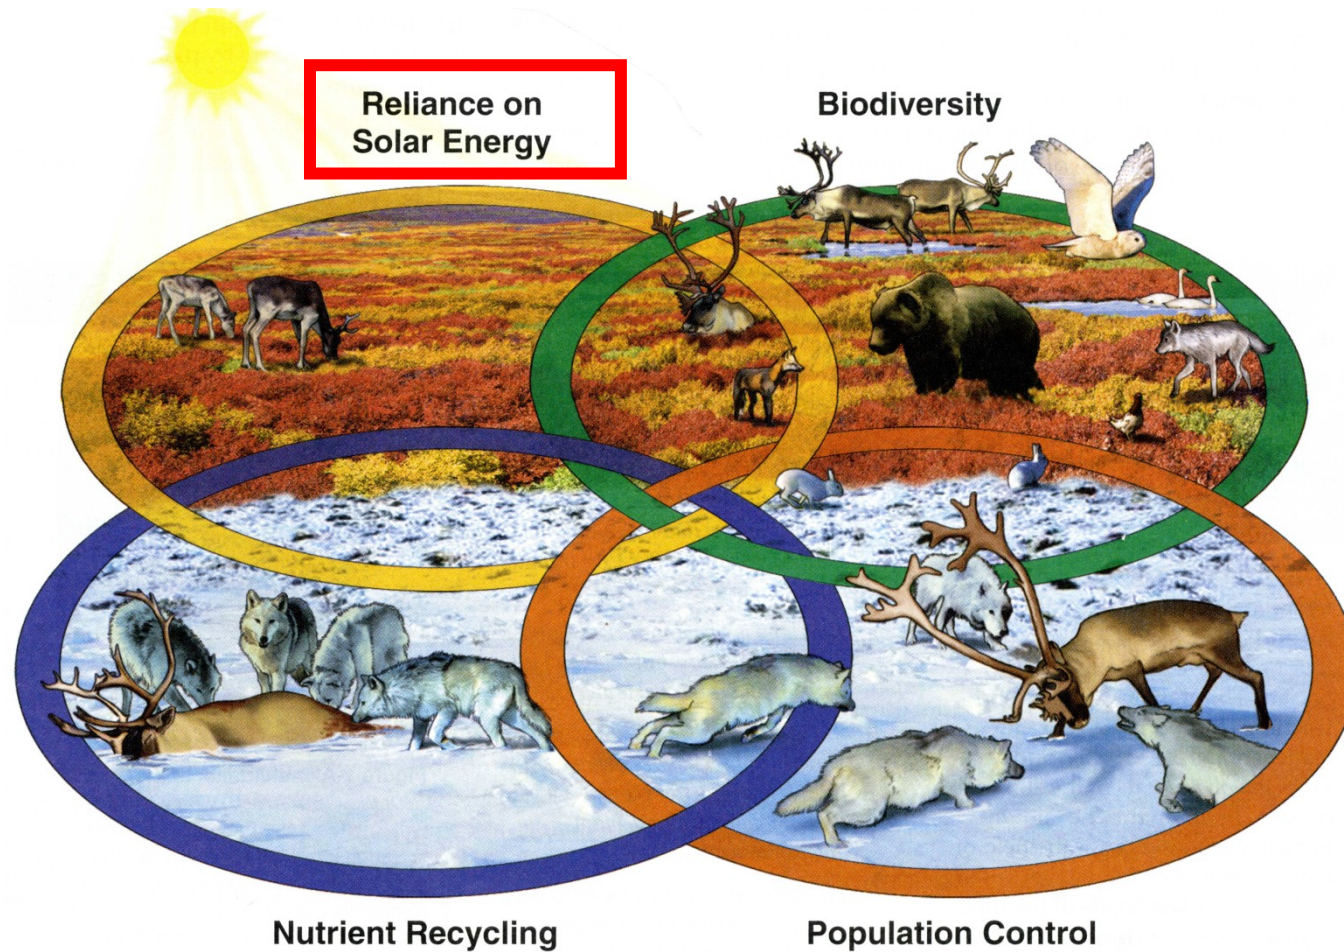 Reliance on
Solar Energy
Biodiversity
Nutrient Recycling
Population Control